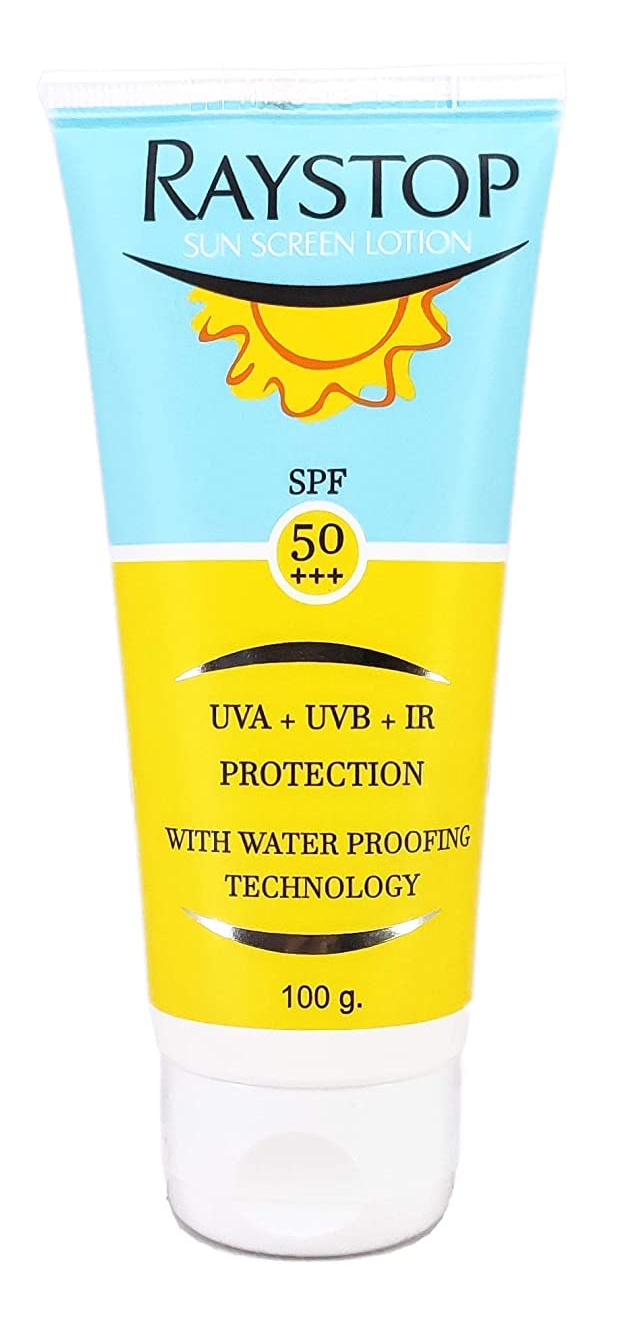 RAYSTOP
SUN SCREEN LOTION
SPF
50
+++
UVA + UVB + IR
PROTECTION
WITH WATER PROOFING
TECHNOLOGY
100 g.